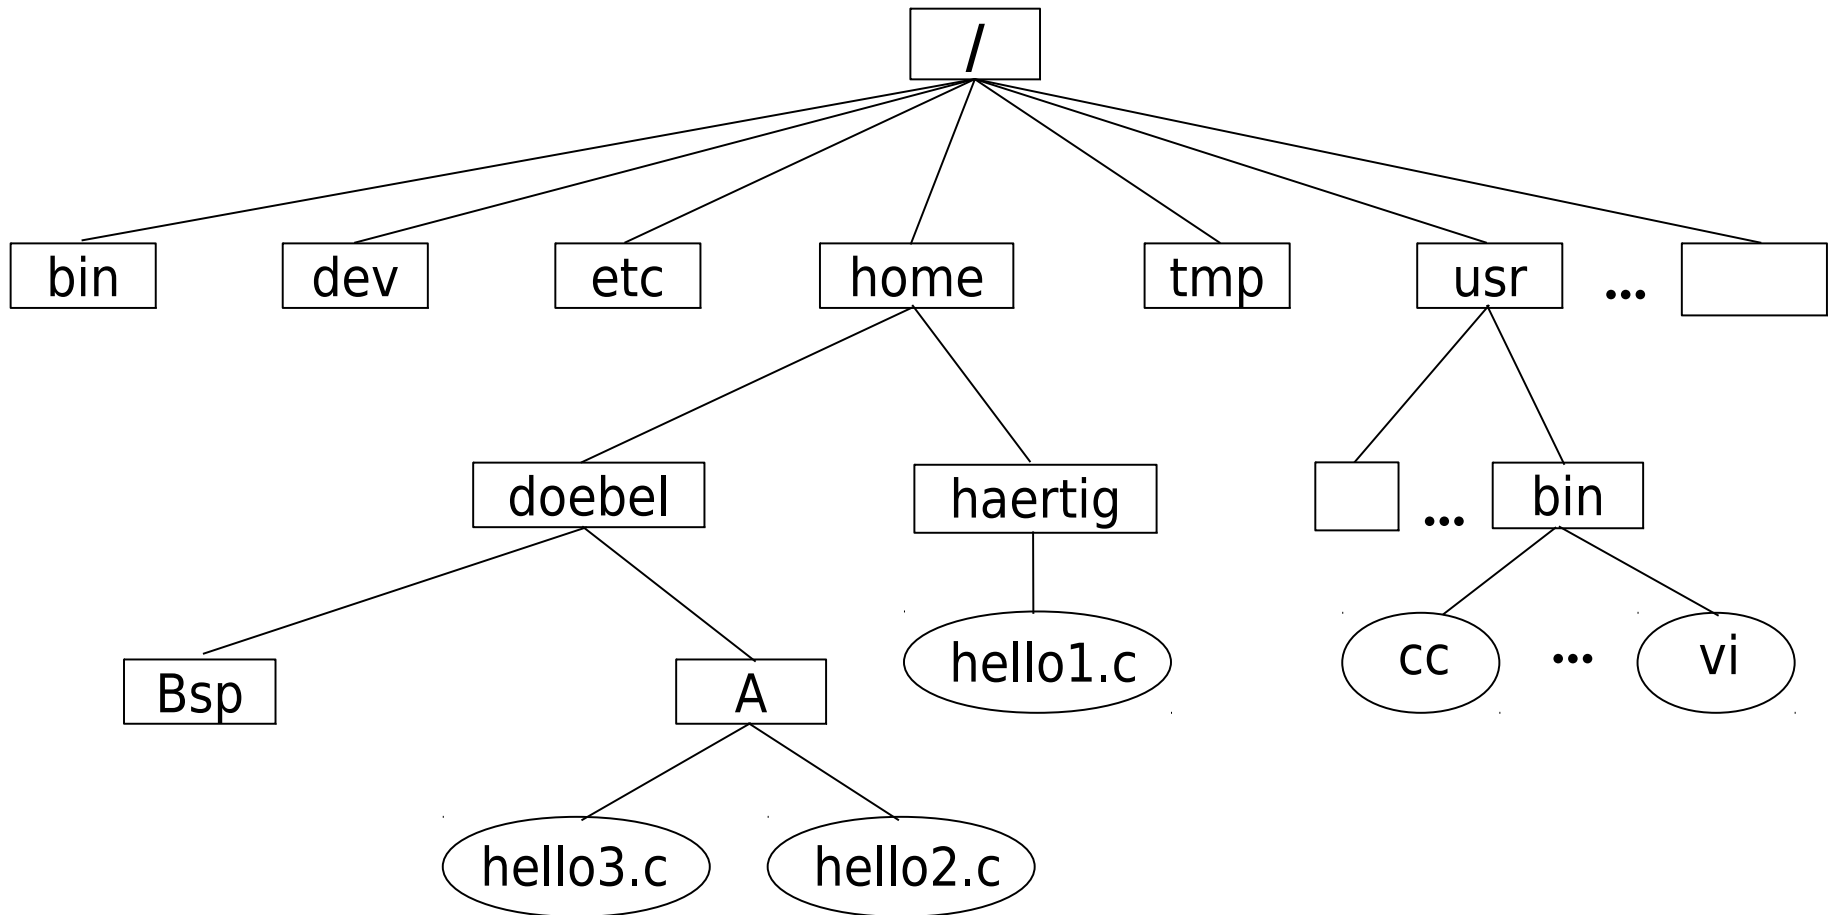 /
bin
dev
etc
home
tmp
usr
...
doebel
haertig
...
bin
Bsp
A
hello1.c
cc
...
vi
hello3.c
hello2.c